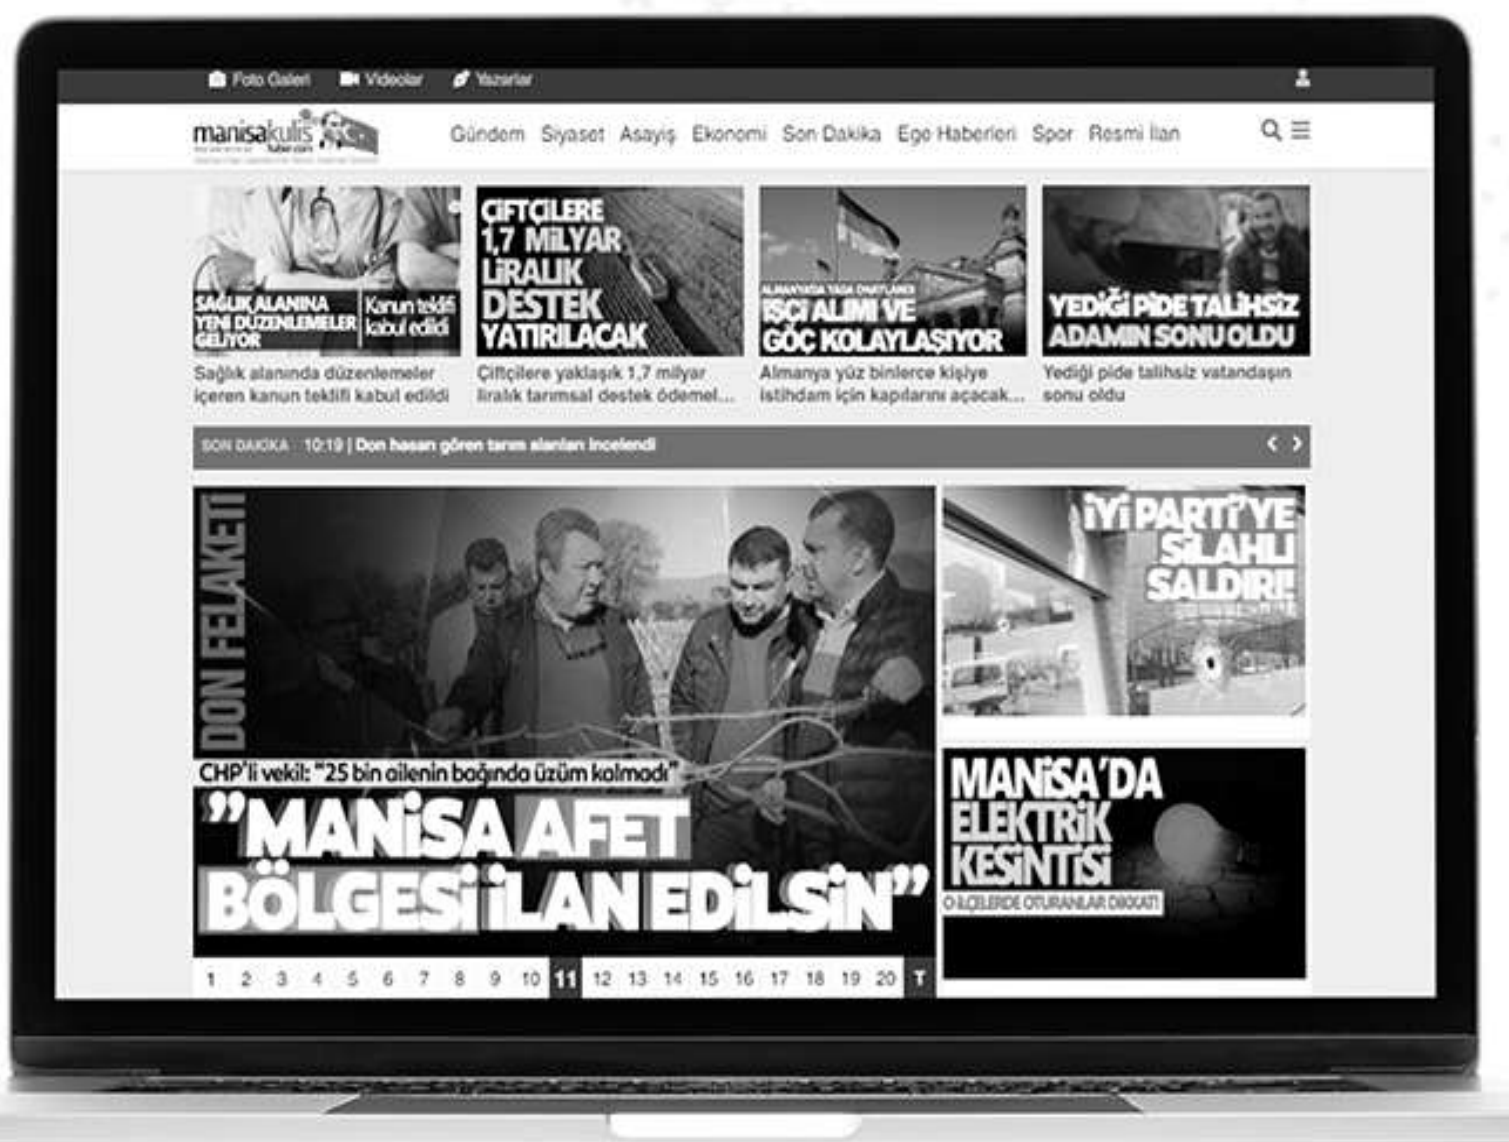 Foto Galeri Videolar Yazarlar
manisakulis
haber.com
Gündem Siyaset Asayiş Ekonomi Son Dakika Ege Haberleri Spor Resmi İlan
SAĞLIK ALANINA
YENİ DÜZENLEMELER
GELİYOR
Kanun teklifi
kabul edildi
Sağlık alanında düzenlemeler
içeren kanun teklifi kabul edildi
ÇİFTÇİLERE
1,7 MİLYAR
LİRALIK
DESTEK
YATIRILACAK
Çiftçilere yaklaşık 1,7 milyar
liralık tarımsal destek ödemel...
ALMANYA'DA YASA ONAYLANDI
İŞÇİ ALIMI VE
GÖÇ KOLAYLAŞIYOR
Almanya yüz binlerce kişiye
istihdam için kapılarını açacak...
YEDİĞİ PİDE TALİHSİZ
ADAMIN SONU OLDU
Yediği pide talihsiz vatandaşın
sonu oldu
SON DAKİKA 10:19 | Don hasarı gören tarım alanları incelendi
DON FELAKETİ
CHP'li vekil: "25 bin ailenin bağında üzüm kalmadı"
"MANİSA AFET
BÖLGESİ İLAN EDİLSİN"
1 2 3 4 5 6 7 8 9 10 11 12 13 14 15 16 17 18 19 20 T
İYİ PARTİ'YE
SİLAHLI
SALDIRI!
MANİSA'DA
ELEKTRİK
KESİNTİSİ
O İLÇELERDE OTURANLAR DİKKAT!